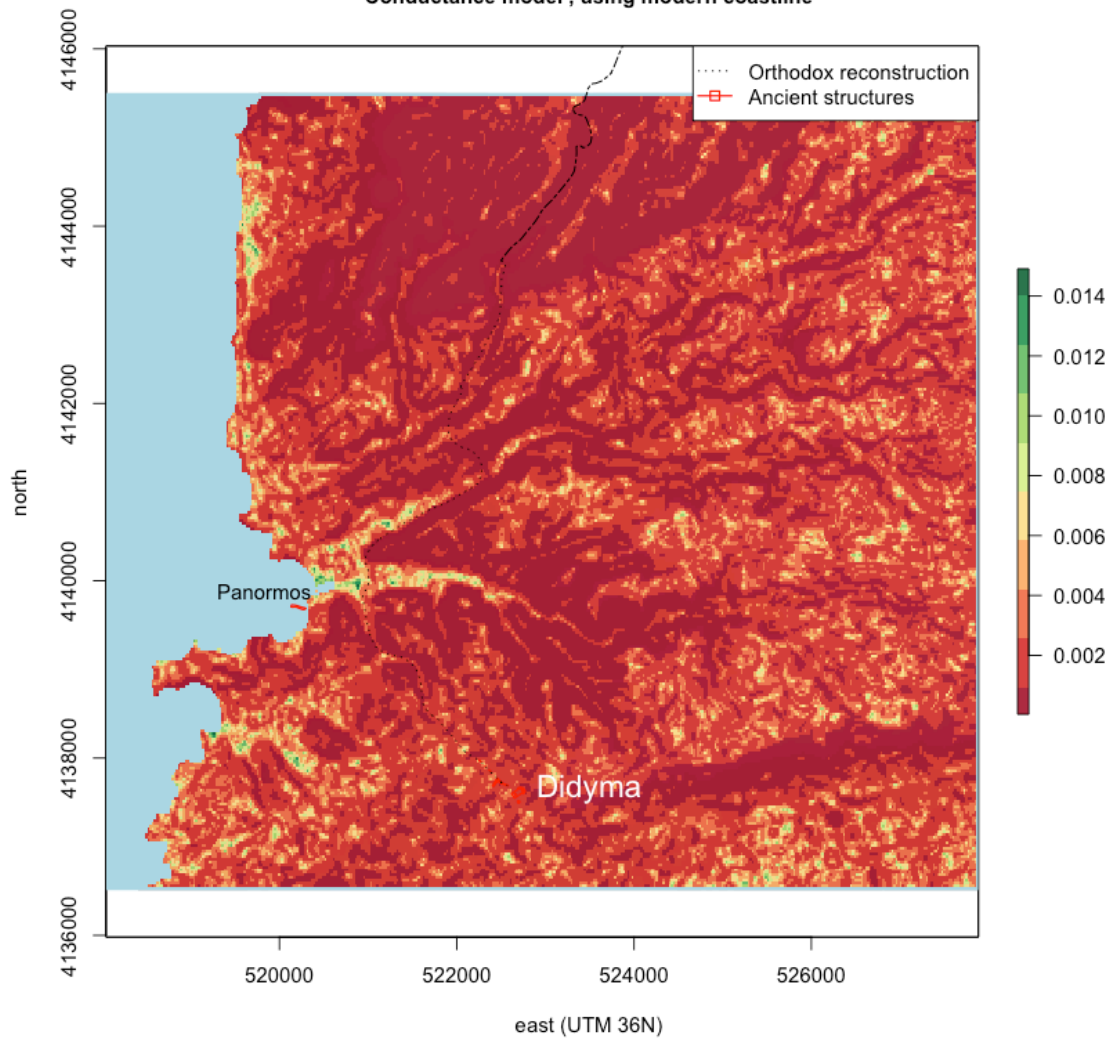 Conductance model , using modern coastline
Orthodox reconstruction
Ancient structures
4146000
4144000
4142000
4140000
4138000
4136000
north
Panormos
Didyma
0.014
0.012
0.010
0.008
0.006
0.004
0.002
520000
522000
524000
526000
east (UTM 36N)